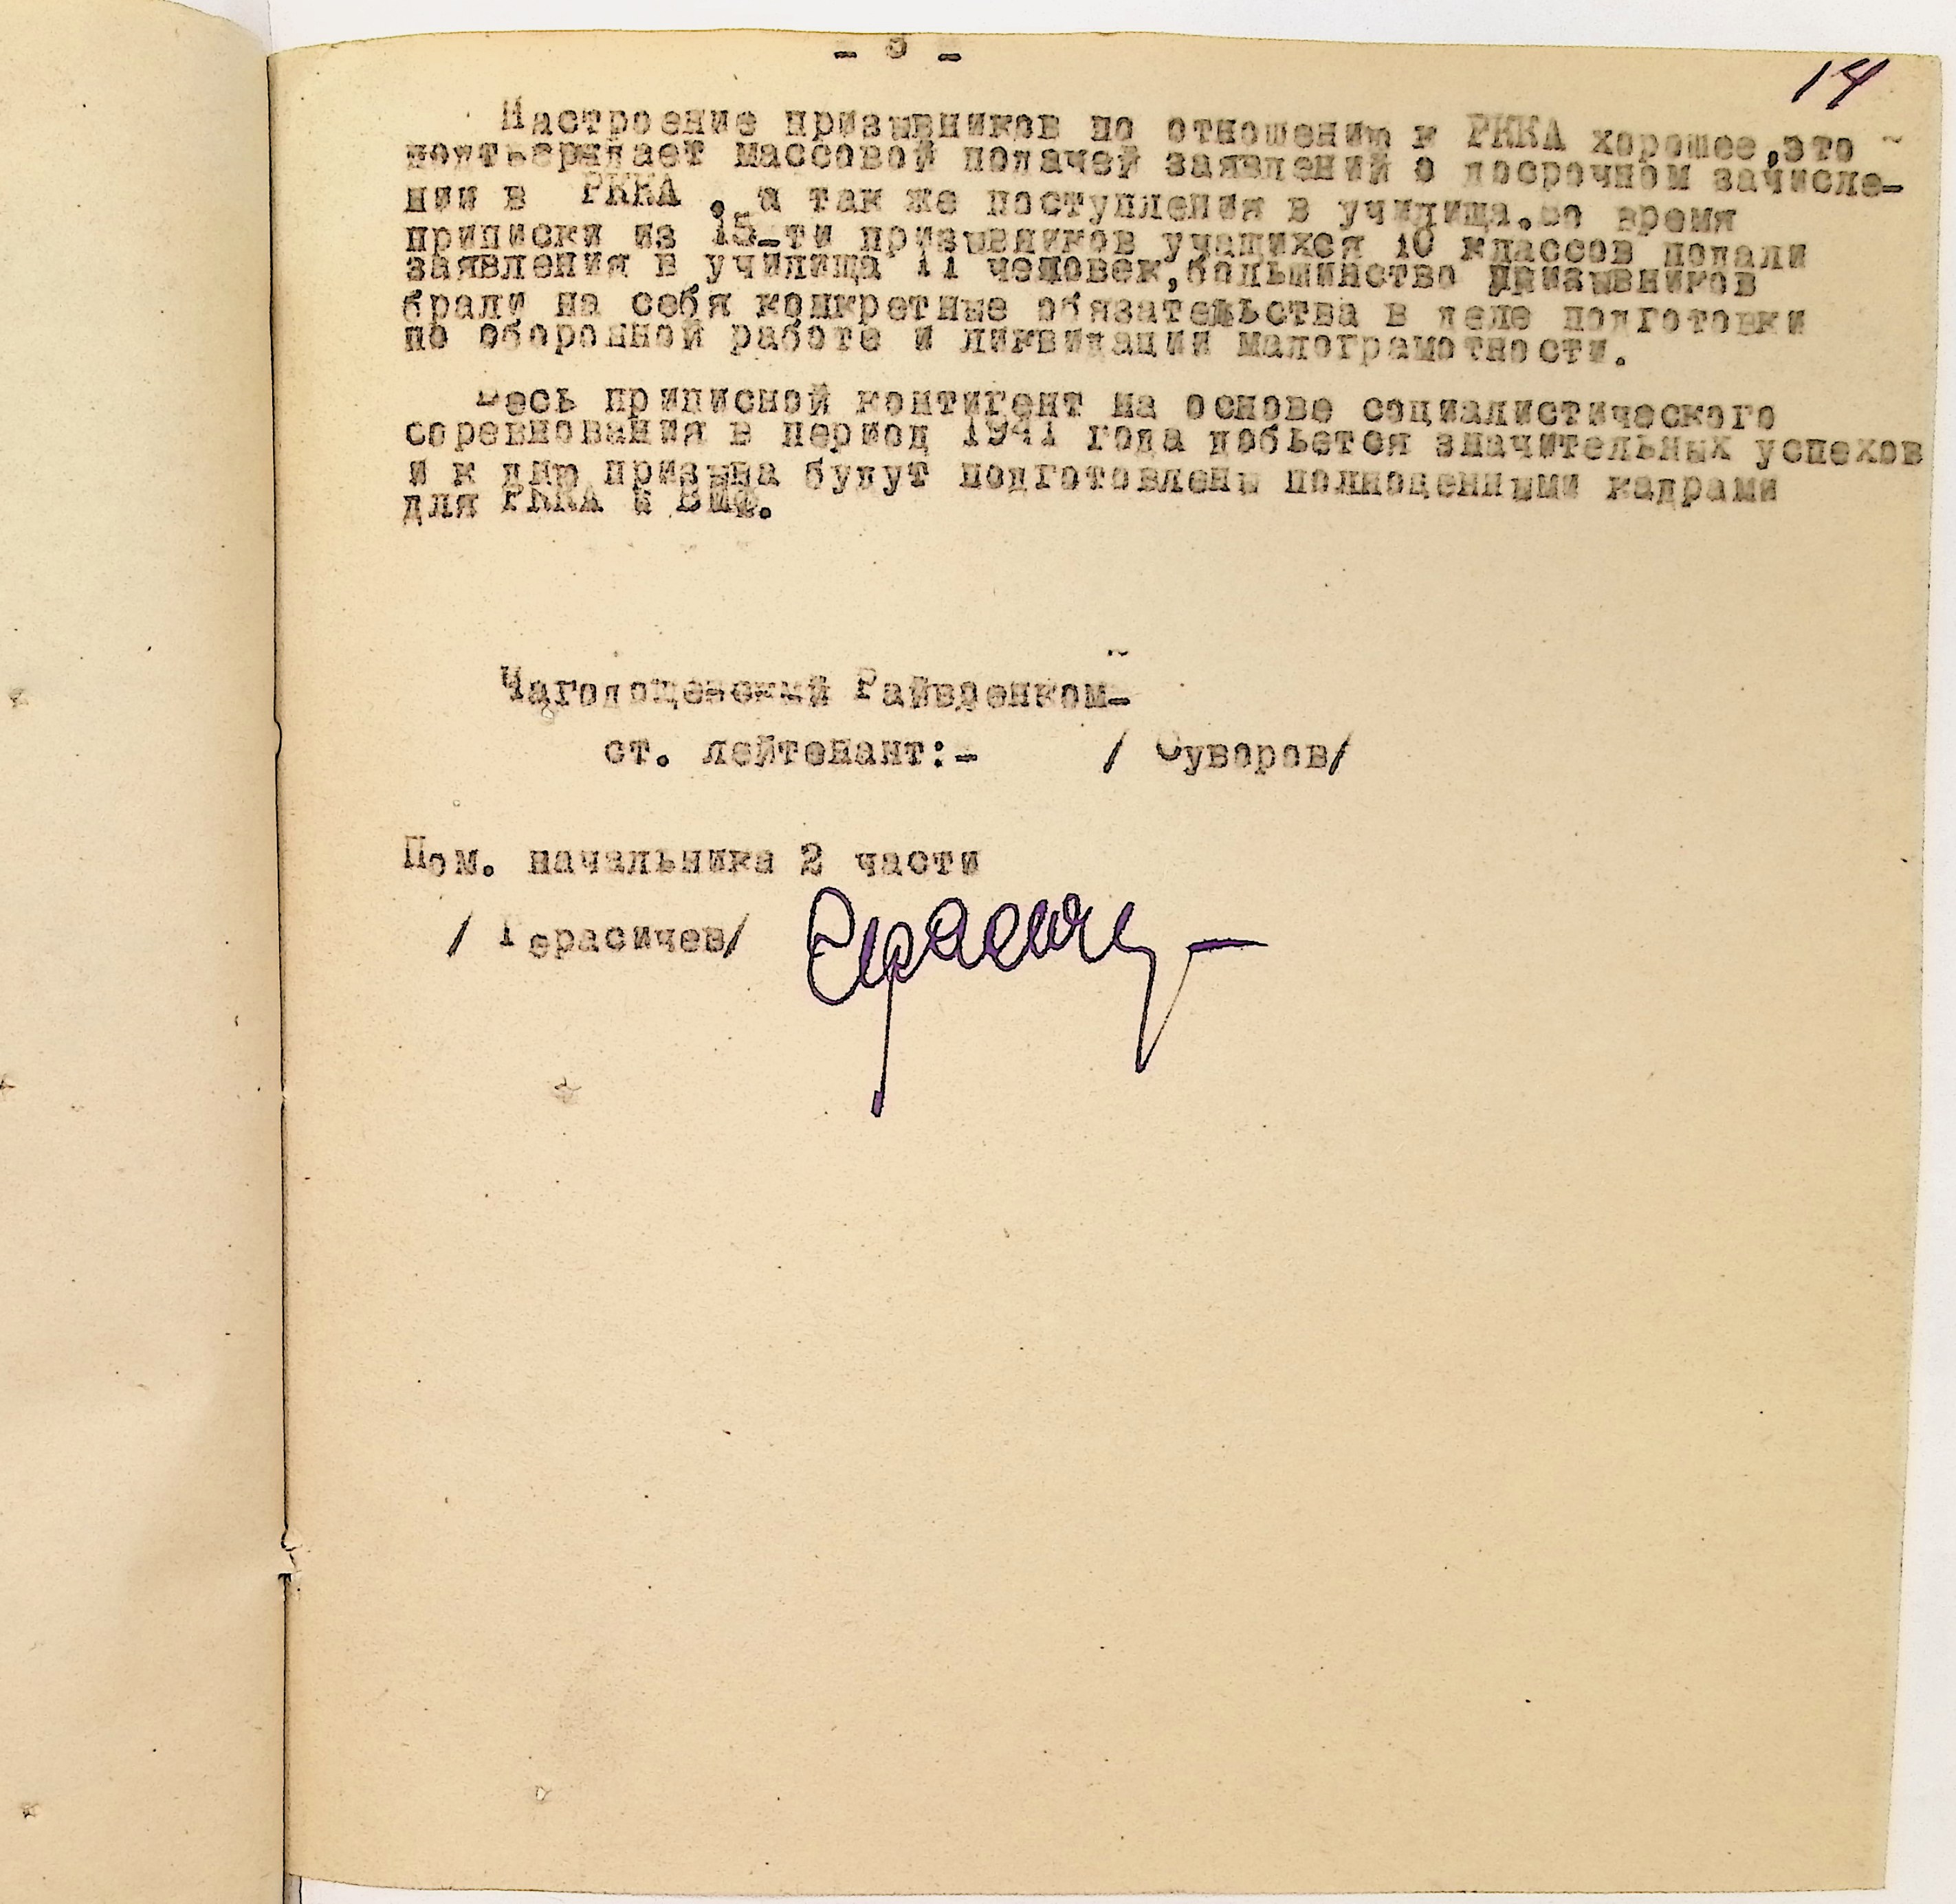 14
Настроение призывников по отношению к РККА хорошее,это
подтьерждает массовой подачей заявлений о досрочном зачисле-
нии в РККА , а так же поступления в училища.во время
приписки из 15-ти призывников учащихся 10 классов подали
заявления в училища 11 человек,большинство призывников
брали на себя конкретные обязательства в деле подготовки
по оборонной работе и ликвидации малограмотности.
Весь приписной контигент на основе социалистического
соревнования в период 1941 года добьется значительных успехов
и к дню призыва будут подготовлены полноценными кадрами
для РККА и ВМФ.
Чагодощенский Райвоенком-
ст. лейтенант:- / Суворов/
Пом. начальника 2 части
/ Герасичев/